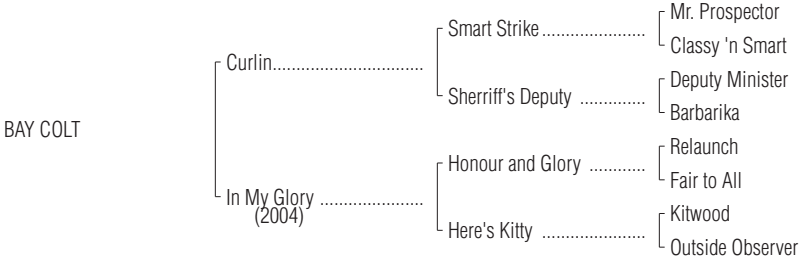 Mr. Prospector
Smart Strike......................
Classy 'n Smart
Curlin................................
Deputy Minister
Sherriff's Deputy ..............
Barbarika
BAY COLT
Relaunch
Honour and Glory ............
Fair to All
In My Glory ......................
(2004)
Kitwood
Here's Kitty ......................
Outside Observer